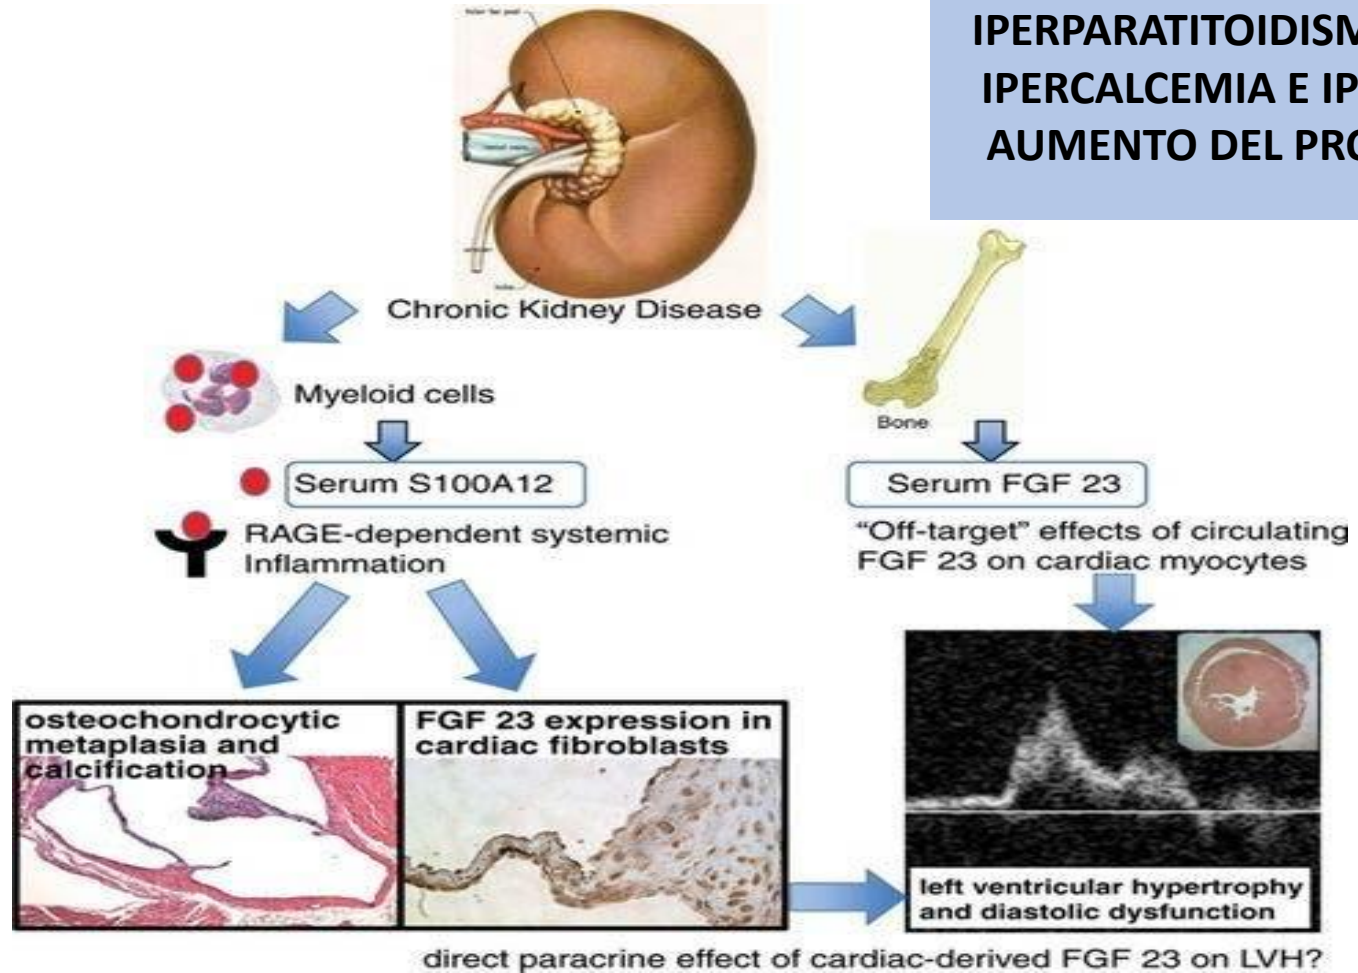 IPERPARATITOIDISM
IPERCALCEMIA E IP
AUMENTO DEL PRO
Chronic Kidney Disease
Myeloid cells
Bone
Serum S100A12
Serum FGF 23
RAGE-dependent systemic
Inflammation
"Off-target" effects of circulating
FGF 23 on cardiac myocytes
osteochondrocytic
metaplasia and
calcification
FGF 23 expression in
cardiac fibroblasts
left ventricular hypertrophy
and diastolic dysfunction
direct paracrine effect of cardiac-derived FGF 23 on LVH?